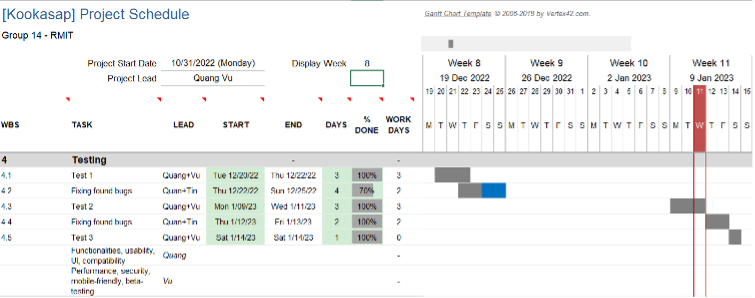 [Kookasap] Project Schedule
Gantt Chart Template © 2006-2018 by Vertex42.com.
Group 14 - RMIT
Project Start Date 10/31/2022 (Monday) Display Week 8
Project Lead Quang Vu
Week 8 Week 9 Week 10 Week 11
19 Dec 2022 26 Dec 2022 2 Jan 2023 9 Jan 2023
19 20 21 22 23 24 25 26 27 28 29 30 31 1 2 3 4 5 6 7 8 9 10 11 12 13 14 15
WBS TASK LEAD START END DAYS % DONE WORK DAYS M T W T F S S M T W T F S S M T W T F S S M T W T F S S
4 Testing - -
4.1 Test 1 Quang+Vu Tue 12/20/22 Thu 12/22/22 3 100% 3
4.2 Fixing found bugs Quang+Tin Thu 12/22/22 Sun 12/25/22 4 70% 2
4.3 Test 2 Quang+Vu Mon 1/09/23 Wed 1/11/23 3 100% 3
4.4 Fixing found bugs Quang+Tin Thu 1/12/23 Fri 1/13/23 2 100% 2
4.5 Test 3 Quang+Vu Sat 1/14/23 Sat 1/14/23 1 100% 0
Functionalities, usability,
UI, compatibility Quang -
Performance, security,
mobile-friendly, beta-
testing Vu -